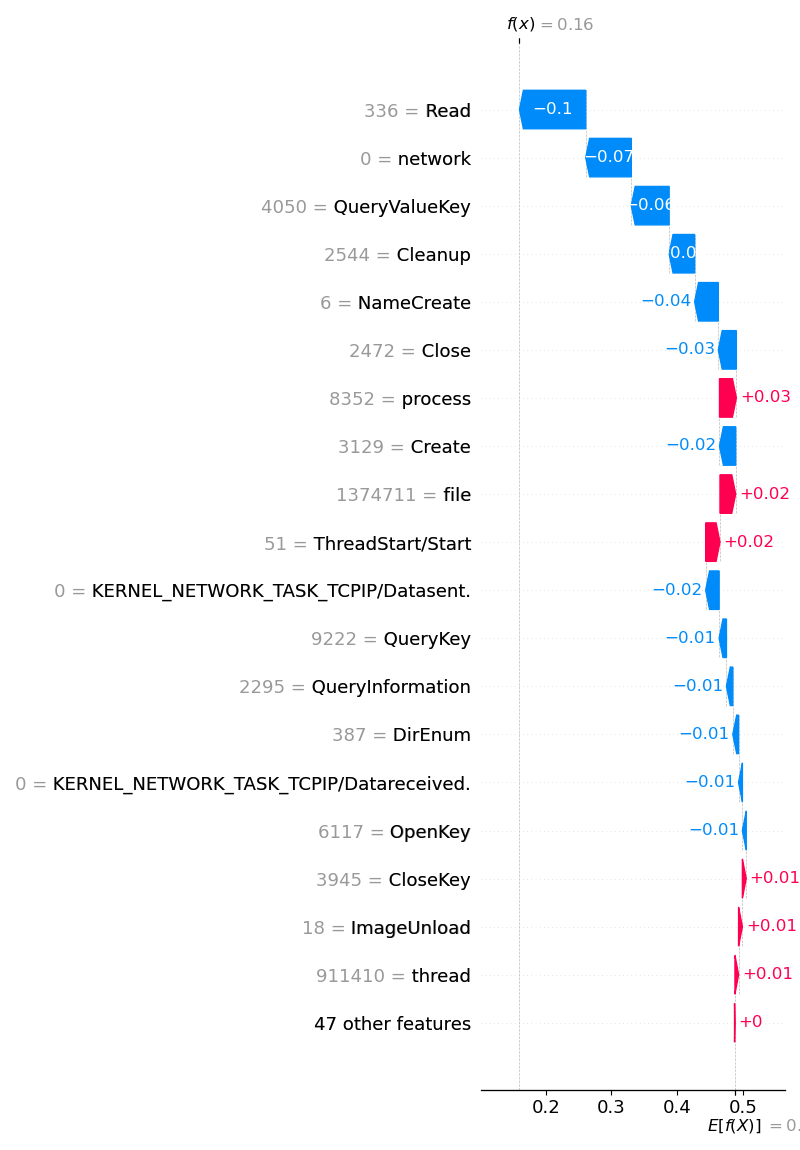 f(x) = 0.16
336 = Read −0.1
0 = network −0.07
4050 = QueryValueKey −0.06
2544 = Cleanup 0.0
6 = NameCreate −0.04
2472 = Close −0.03
8352 = process +0.03
3129 = Create −0.02
1374711 = file +0.02
51 = ThreadStart/Start +0.02
0 = KERNEL_NETWORK_TASK_TCPIP/Datasent. −0.02
9222 = QueryKey −0.01
2295 = QueryInformation −0.01
387 = DirEnum −0.01
0 = KERNEL_NETWORK_TASK_TCPIP/Datareceived. −0.01
6117 = OpenKey −0.01
3945 = CloseKey +0.01
18 = ImageUnload +0.01
911410 = thread +0.01
47 other features +0
0.2 0.3 0.4 0.5
E[f(X)] = 0.